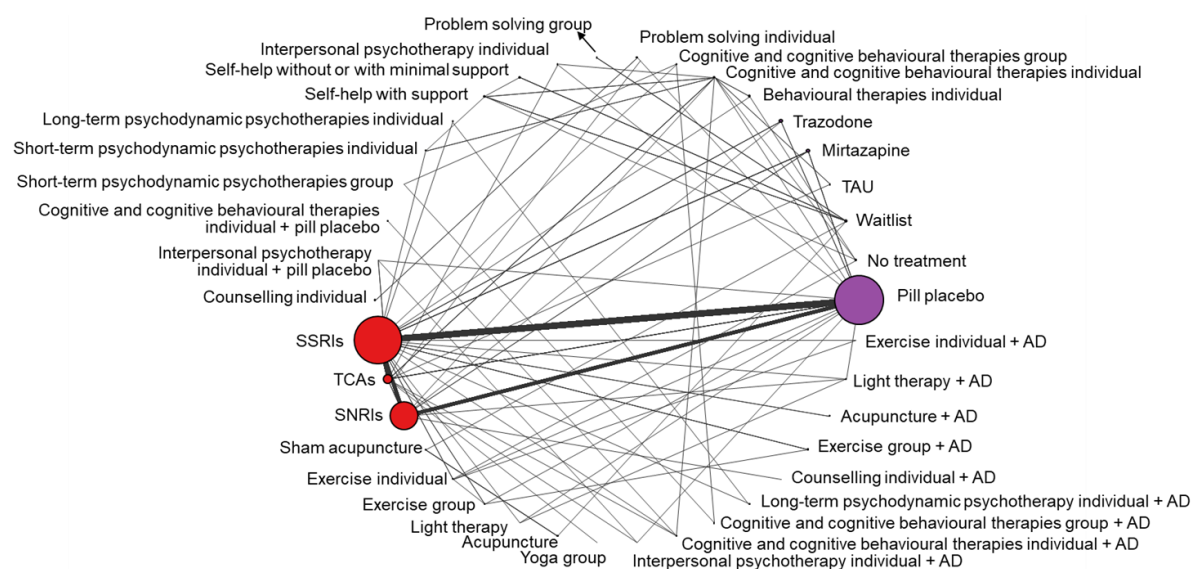 Problem solving group
Interpersonal psychotherapy individual
Self-help without or with minimal support
Self-help with support
Long-term psychodynamic psychotherapies individual
Short-term psychodynamic psychotherapies individual
Short-term psychodynamic psychotherapies group
Cognitive and cognitive behavioural therapies
individual + pill placebo
Interpersonal psychotherapy
individual + pill placebo
Counselling individual
SSRIs
TCAs
SNRIs
Sham acupuncture
Exercise individual
Exercise group
Light therapy
Acupuncture
Yoga group
Problem solving individual
Cognitive and cognitive behavioural therapies group
Cognitive and cognitive behavioural therapies individual
Behavioural therapies individual
Trazodone
Mirtazapine
TAU
Waitlist
No treatment
Pill placebo
Exercise individual + AD
Light therapy + AD
Acupuncture + AD
Exercise group + AD
Counselling individual + AD
Long-term psychodynamic psychotherapy individual + AD
Cognitive and cognitive behavioural therapies group + AD
Cognitive and cognitive behavioural therapies individual + AD
Interpersonal psychotherapy individual + AD